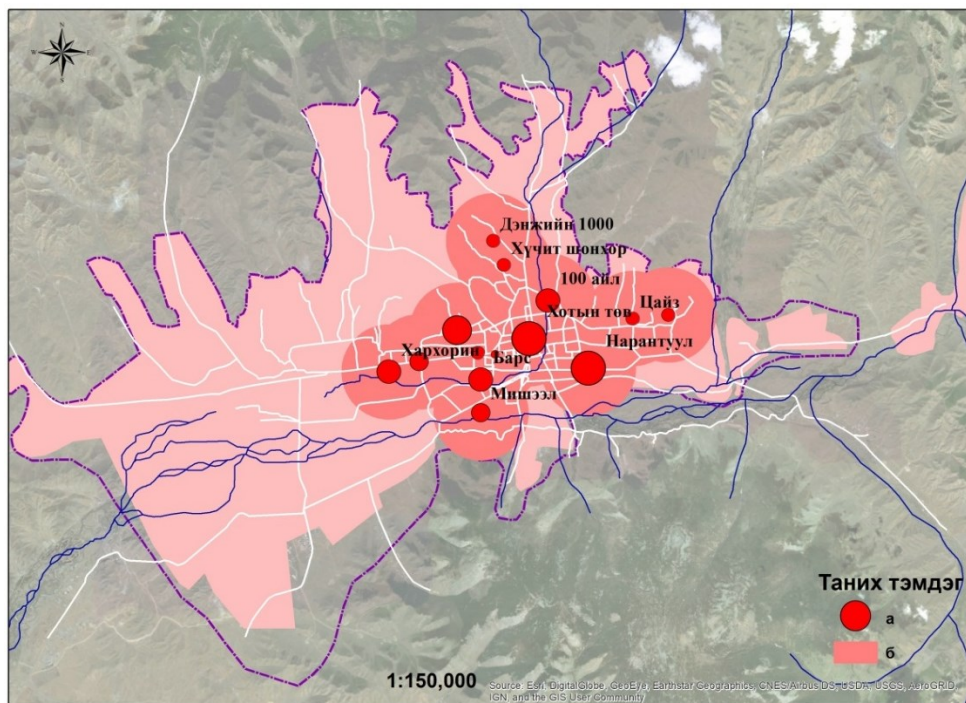 N
W E
S
Дэнжийн 1000
Хүчит шонхор
100 айл
Цайз
Хотын төв
Нарантуул
Хархорин
Барс
Мишээл
Таних тэмдэг
а
б
1:150,000
Source: Esri, DigitalGlobe, GeoEye, Earthstar Geographics, CNES/Airbus DS, USDA, USGS, AeroGRID,
IGN, and the GIS User Community